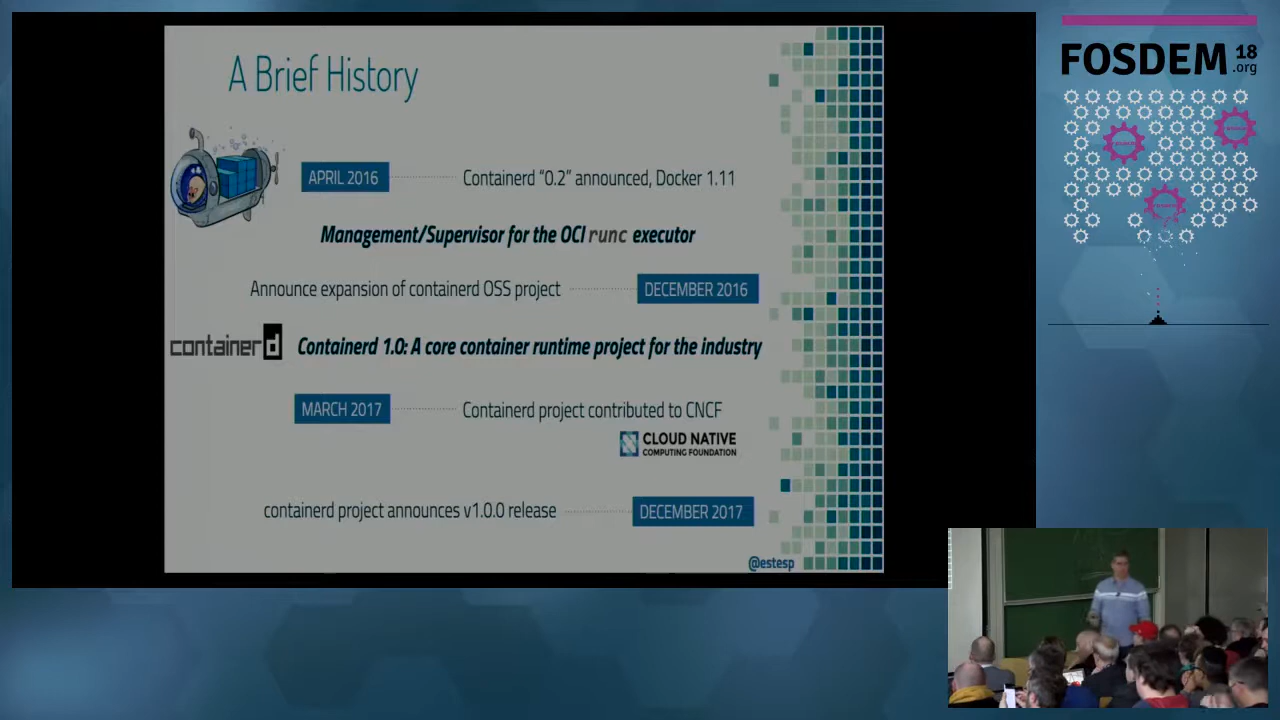 A Brief History
APRIL 2016
Containerd “0.2” announced, Docker 1.11
Management/Supervisor for the OCI runc executor
Announce expansion of containerd OSS project
DECEMBER 2016
containerd
Containerd 1.0: A core container runtime project for the industry
MARCH 2017
Containerd project contributed to CNCF
CLOUD NATIVE
COMPUTING FOUNDATION
containerd project announces v1.0.0 release
DECEMBER 2017
@estesp
FOSDEM 18
.org